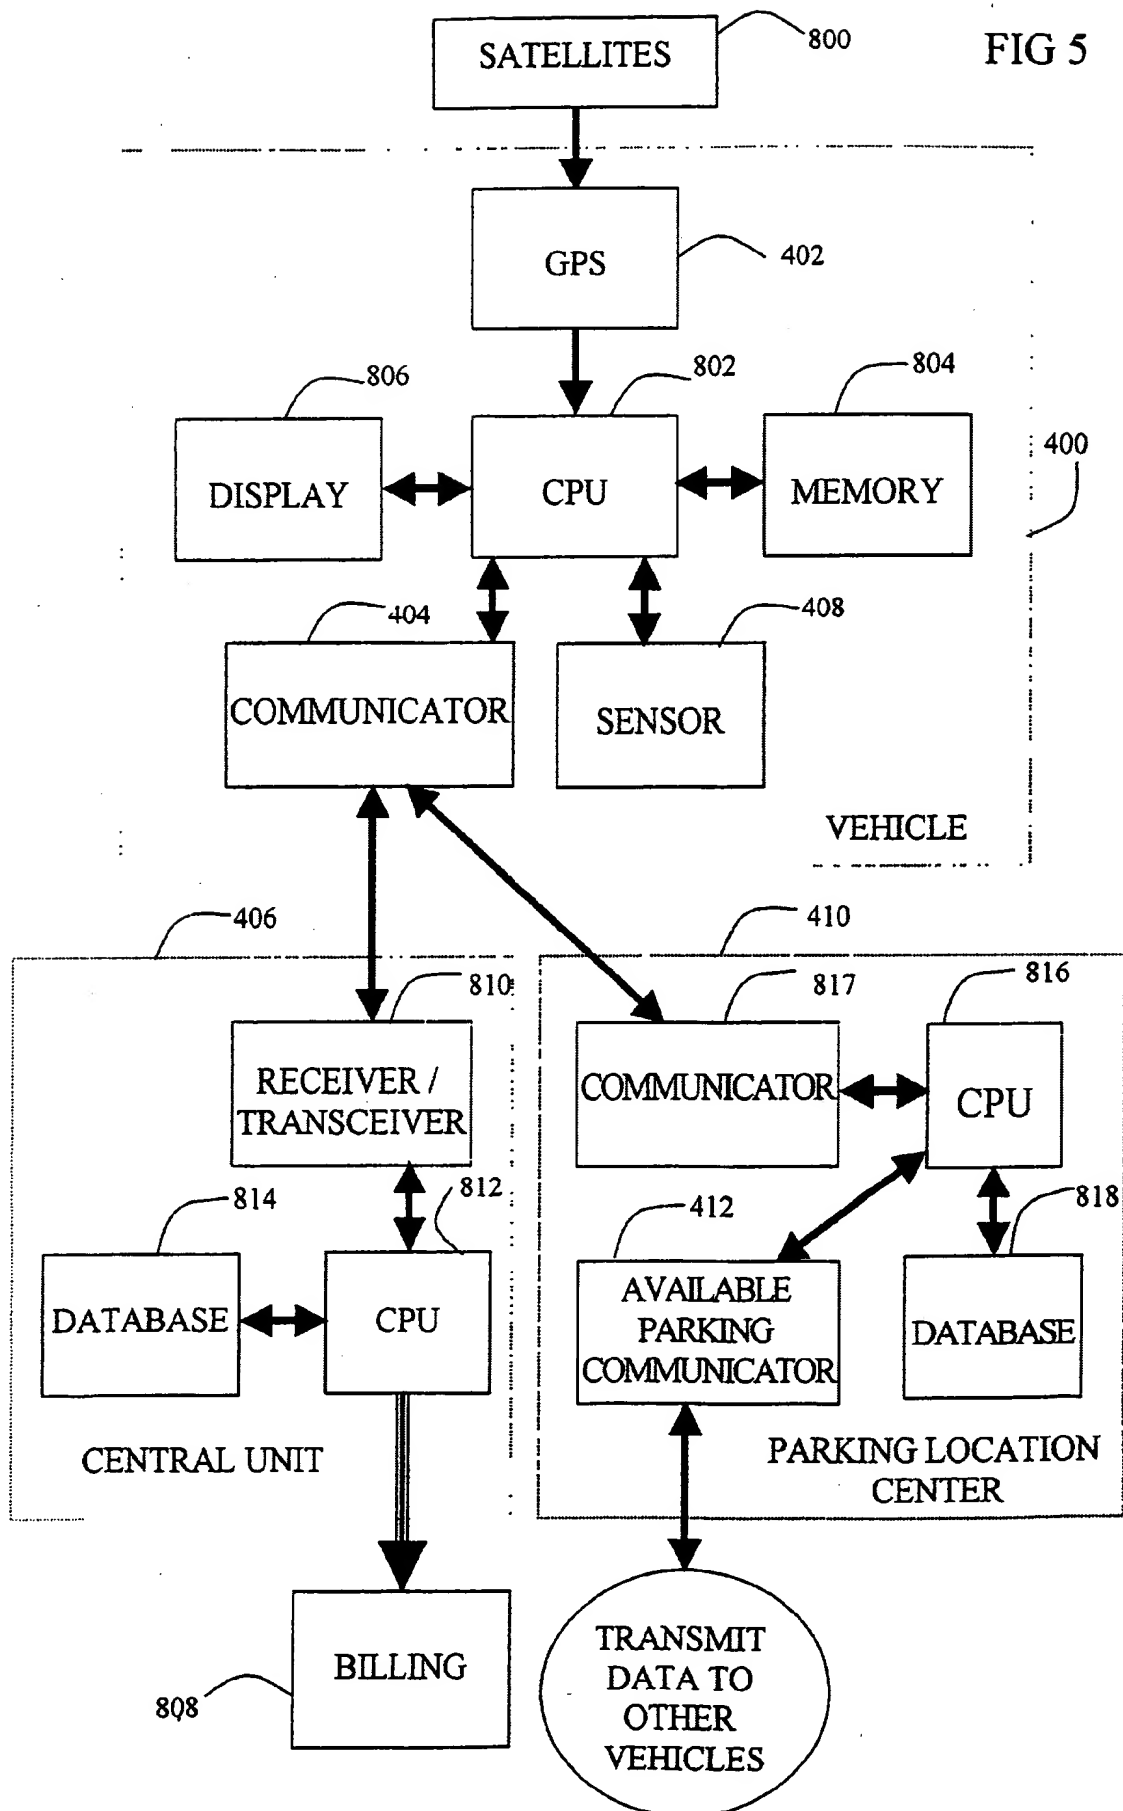 SATELLITES
800
FIG 5
GPS
402
806
802
804
400
DISPLAY
CPU
MEMORY
404
408
COMMUNICATOR
SENSOR
VEHICLE
406
410
810
817
816
RECEIVER /
TRANSCEIVER
COMMUNICATOR
CPU
814
812
412
818
DATABASE
CPU
AVAILABLE
PARKING
COMMUNICATOR
DATABASE
CENTRAL UNIT
PARKING LOCATION
CENTER
BILLING
808
TRANSMIT
DATA TO
OTHER
VEHICLES